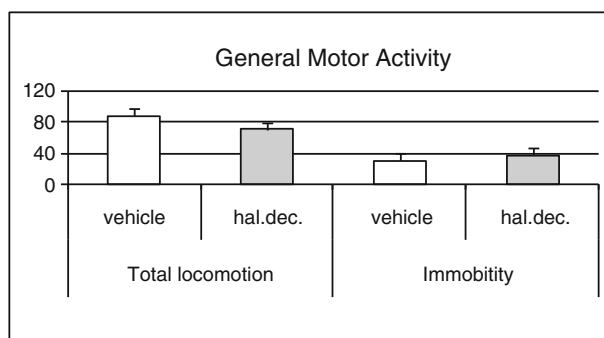 General Motor Activity
120
80
40
0
vehicle hal.dec. vehicle hal.dec.
Total locomotion Immobitity